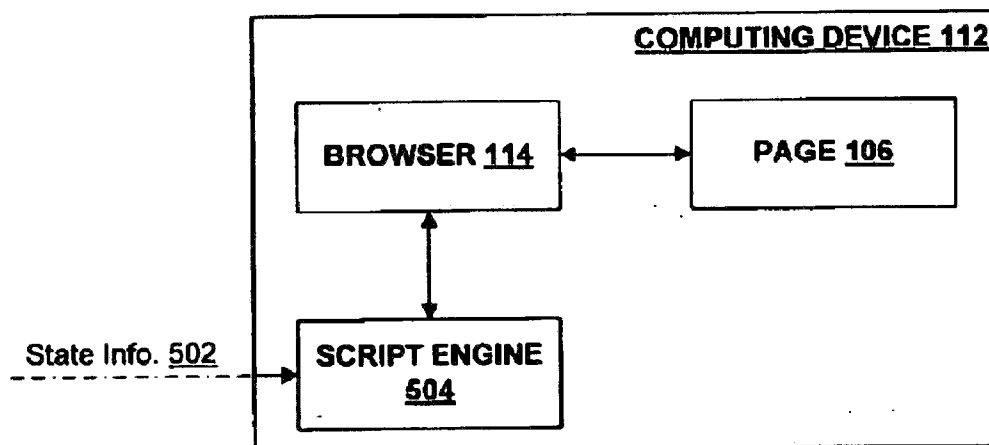 COMPUTING DEVICE 112
BROWSER 114
PAGE 106
State Info. 502
SCRIPT ENGINE
504